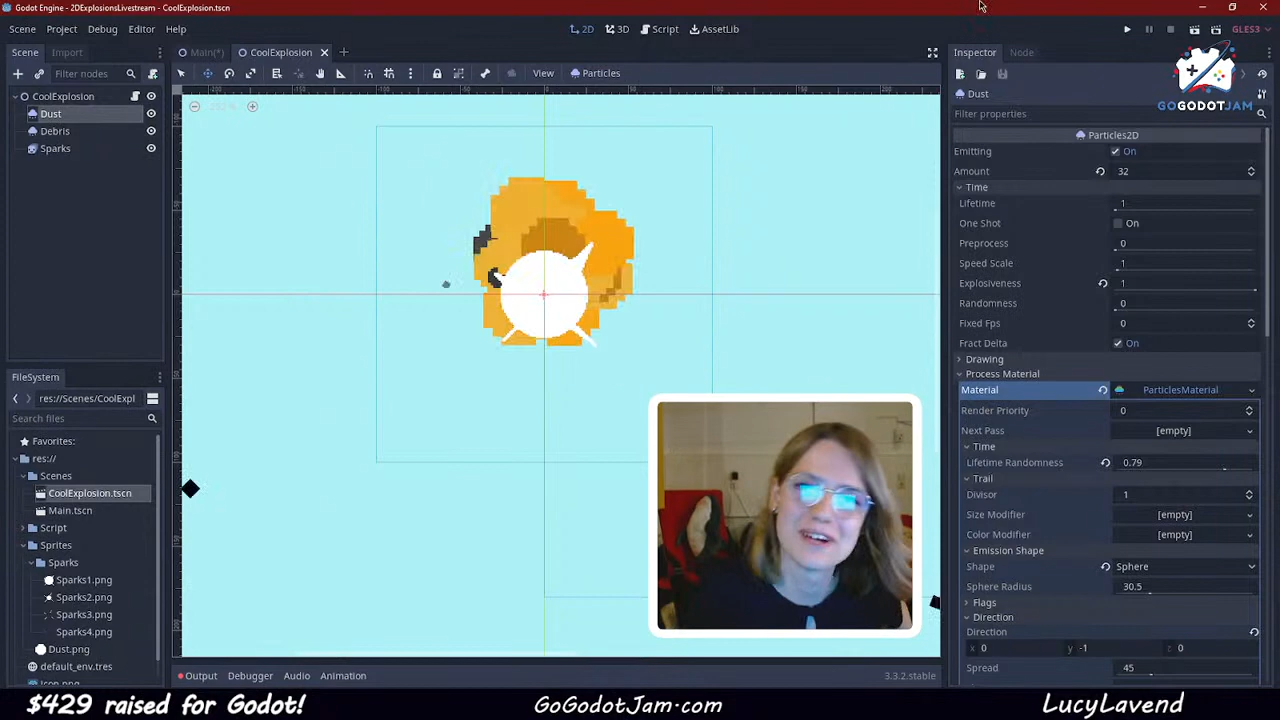 Godot Engine - 2DExplosionsLivestream - CoolExplosion.tscn
Scene Project Debug Editor Help
2D 3D Script AssetLib
GLES3
Scene Import
Filter nodes
CoolExplosion
Dust
Debris
Sparks
Main(*) CoolExplosion
View Particles
Inspector Node
GOGODOTJAM
Dust
Filter properties
Particles2D
Emitting On
Amount 32
Time
Lifetime 1
One Shot On
Preprocess 0
Speed Scale 1
Explosiveness 1
Randomness 0
Fixed Fps 0
Fract Delta On
Drawing
Process Material
Material ParticlesMaterial
Render Priority 0
Next Pass [empty]
Time
Lifetime Randomness 0.79
Trail
Divisor 1
Size Modifier [empty]
Color Modifier [empty]
Emission Shape
Shape Sphere
Sphere Radius 30.5
Flags
Direction
Direction
x 0 y -1 z 0
Spread 45
FileSystem
res://Scenes/CoolExpl
Search files
Favorites:
res://
Scenes
CoolExplosion.tscn
Main.tscn
Script
Sprites
Sparks
Sparks1.png
Sparks2.png
Sparks3.png
Sparks4.png
Dust.png
default_env.tres
icon.png
Output Debugger Audio Animation
3.3.2.stable
$429 raised for Godot!
GoGodotJam.com
LucyLavend